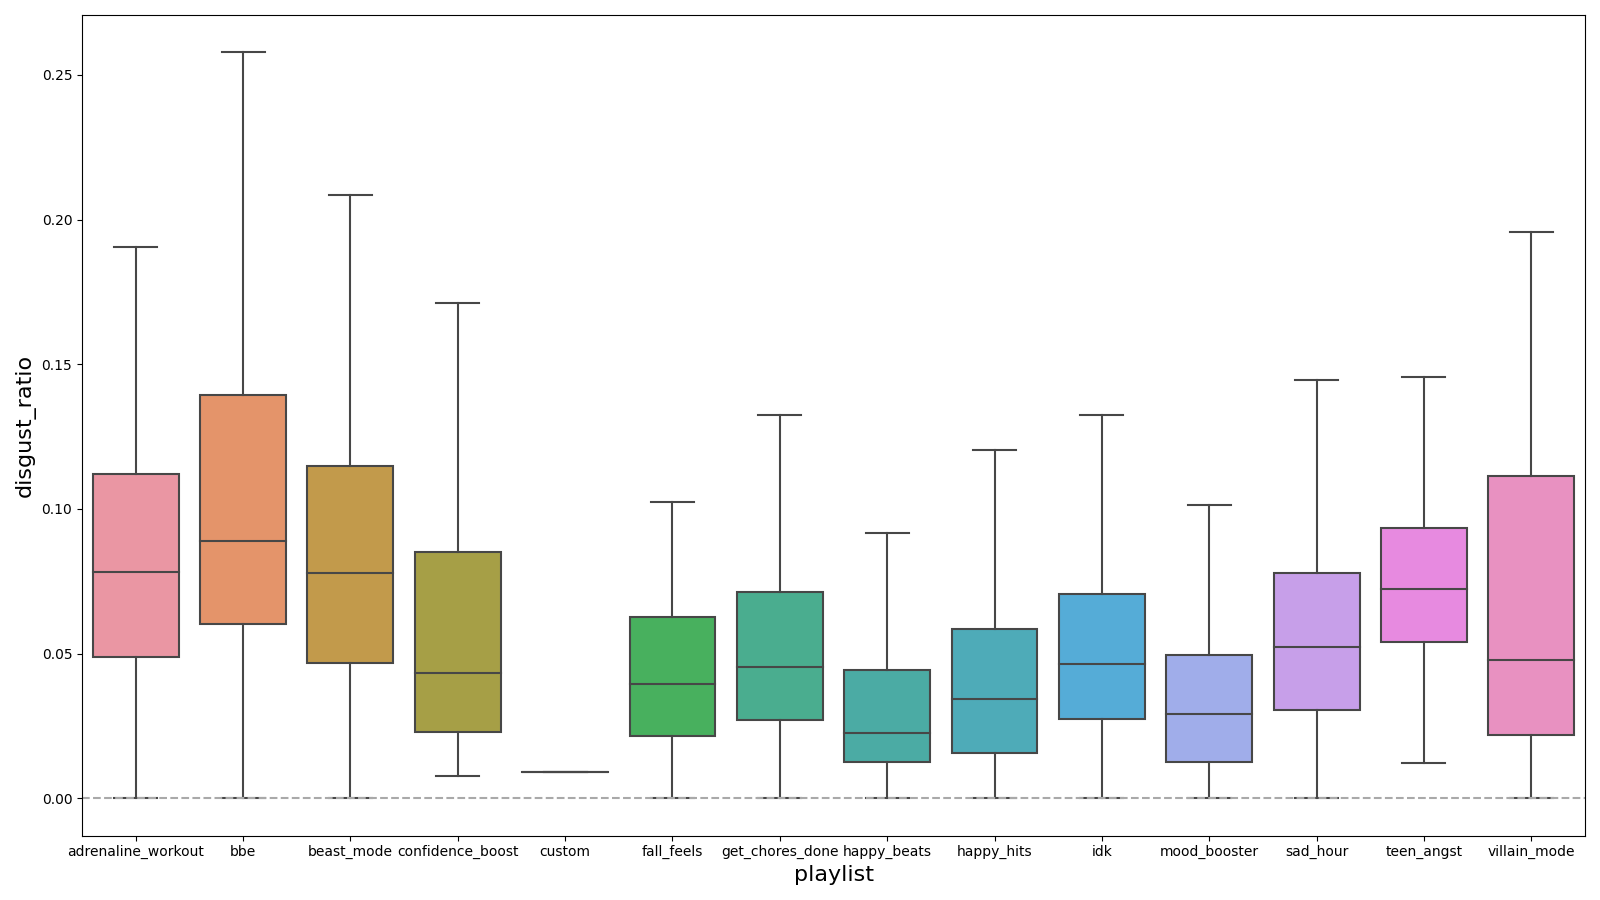 disgust_ratio
0.25
0.20
0.15
0.10
0.05
0.00
adrenaline_workout bbe beast_mode confidence_boost custom fall_feels get_chores_done happy_beats happy_hits idk mood_booster sad_hour teen_angst villain_mode
playlist